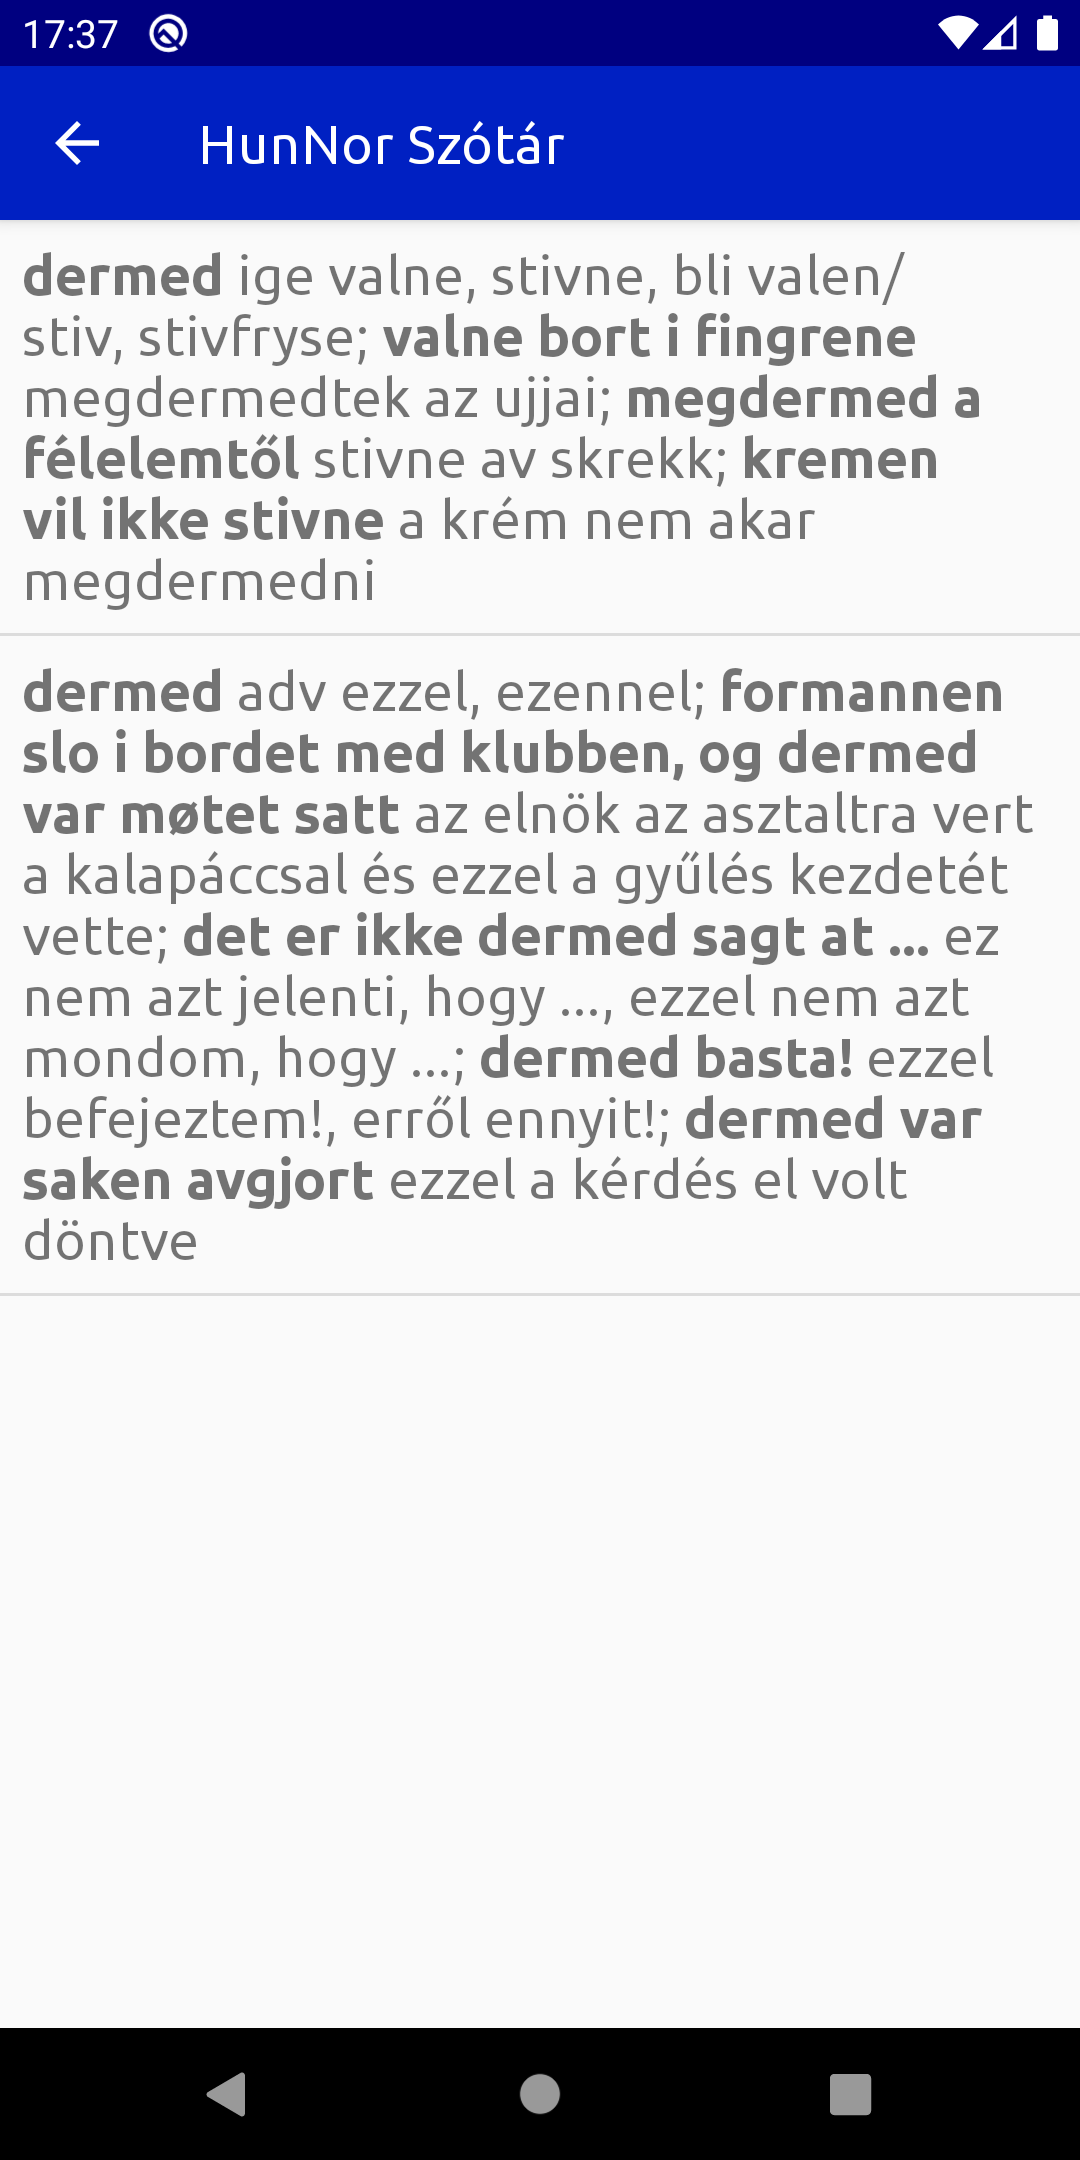 17:37
HunNor Szótár
dermed ige valne, stivne, bli valen/
stiv, stivfryse; valne bort i fingrene
megdermedtek az ujjai; megdermed a
félelemtől stivne av skrekk; kremen
vil ikke stivne a krém nem akar
megdermedni
dermed adv ezzel, ezennel; formannen
slo i bordet med klubben, og dermed
var møtet satt az elnök az asztaltra vert
a kalapáccsal és ezzel a gyűlés kezdetét
vette; det er ikke dermed sagt at ... ez
nem azt jelenti, hogy ..., ezzel nem azt
mondom, hogy ...; dermed basta! ezzel
befejeztem!, erről ennyit!; dermed var
saken avgjort ezzel a kérdés el volt
döntve